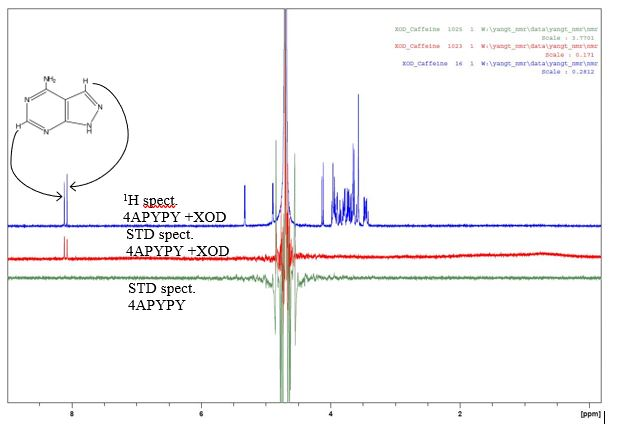 XOD_Caffeine 1025 1 W:\yangt_nmr\data\yangt_nmr\nmr
Scale : 3.7701
XOD_Caffeine 1023 1 W:\yangt_nmr\data\yangt_nmr\nmr
Scale : 0.171
XOD_Caffeine 16 1 W:\yangt_nmr\data\yangt_nmr\nmr
Scale : 0.2812
NH₂ H
N N
H N NH
¹H spect.
4APYPY +XOD
STD spect.
4APYPY +XOD
STD spect.
4APYPY
8 6 4 2 [ppm]